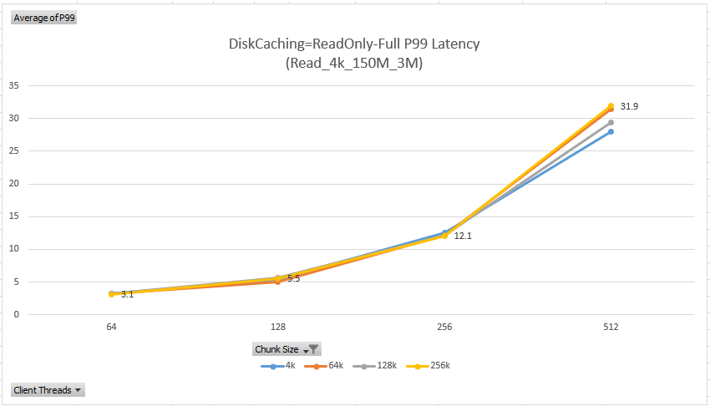 Average of P99
DiskCaching=ReadOnly-Full P99 Latency
(Read_4k_150M_3M)
35
30
25
20
15
10
5
0
31.9
12.1
5.5
3.1
64 128 256 512
Chunk Size
4k 64k 128k 256k
Client Threads